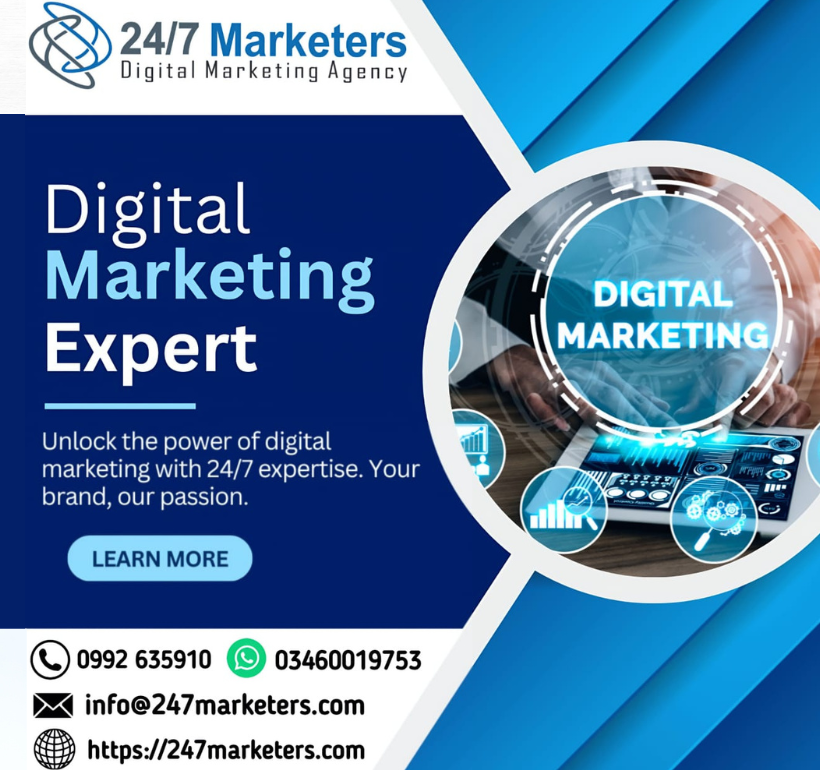 24/7 Marketers
Digital Marketing Agency
Digital
Marketing
Expert
Unlock the power of digital
marketing with 24/7 expertise. Your
brand, our passion.
LEARN MORE
DIGITAL
MARKETING
0992 635910 03460019753
info@247marketers.com
https://247marketers.com